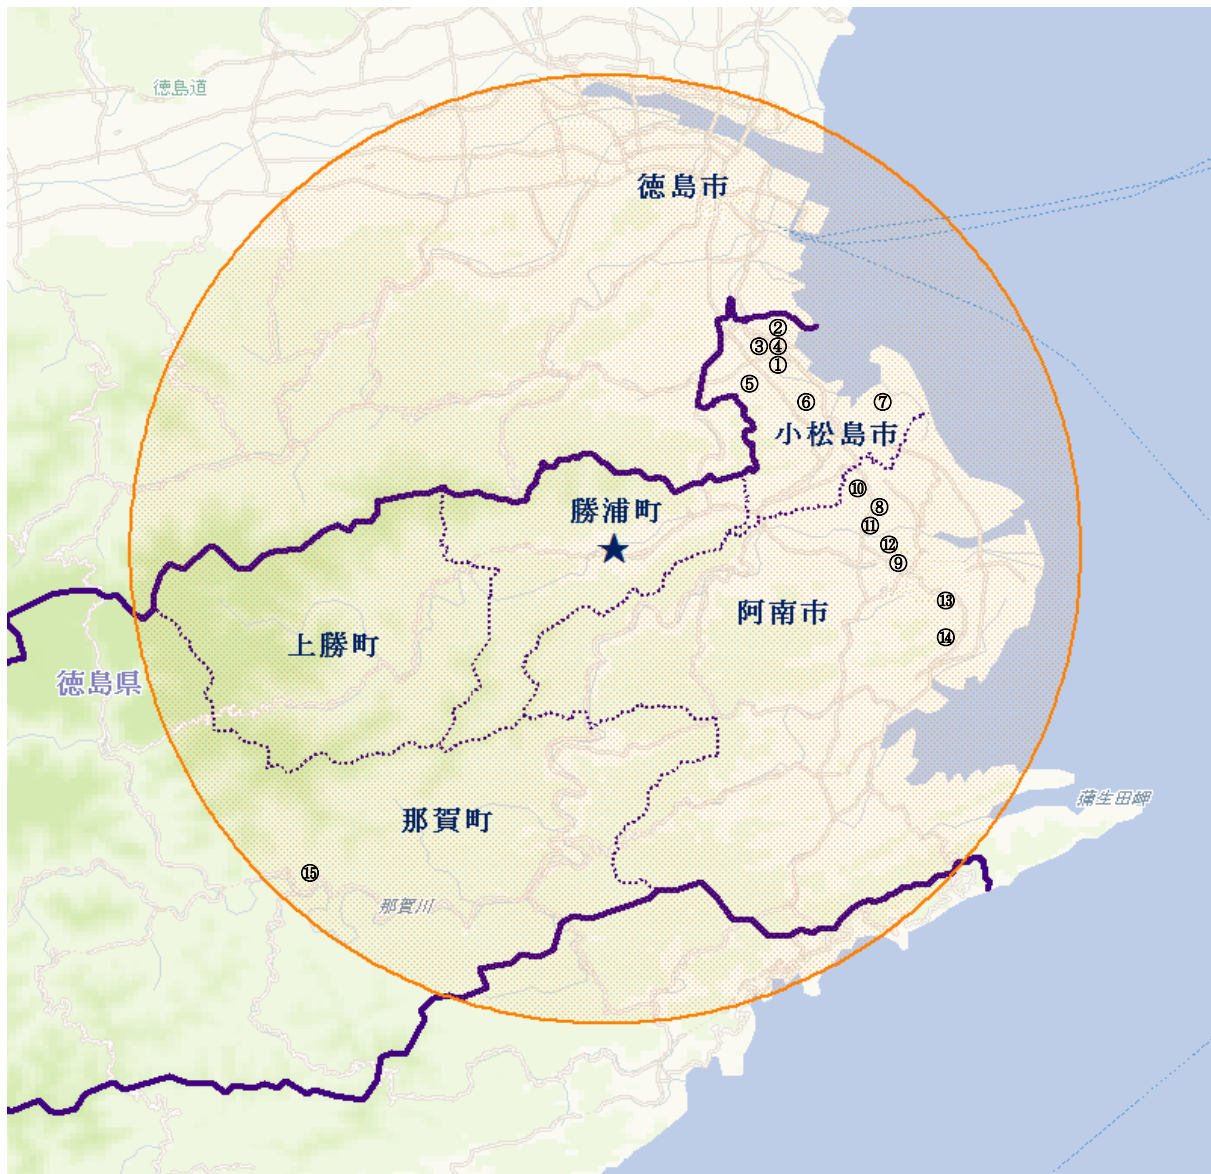 徳島道
徳島市
②
③④
①
⑤
⑥
⑦
小松島市
⑩
勝浦町
⑧
⑪
★
⑫
⑨
⑬
阿南市
⑭
上勝町
徳島県
蒲生田岬
那賀町
⑮
那賀川